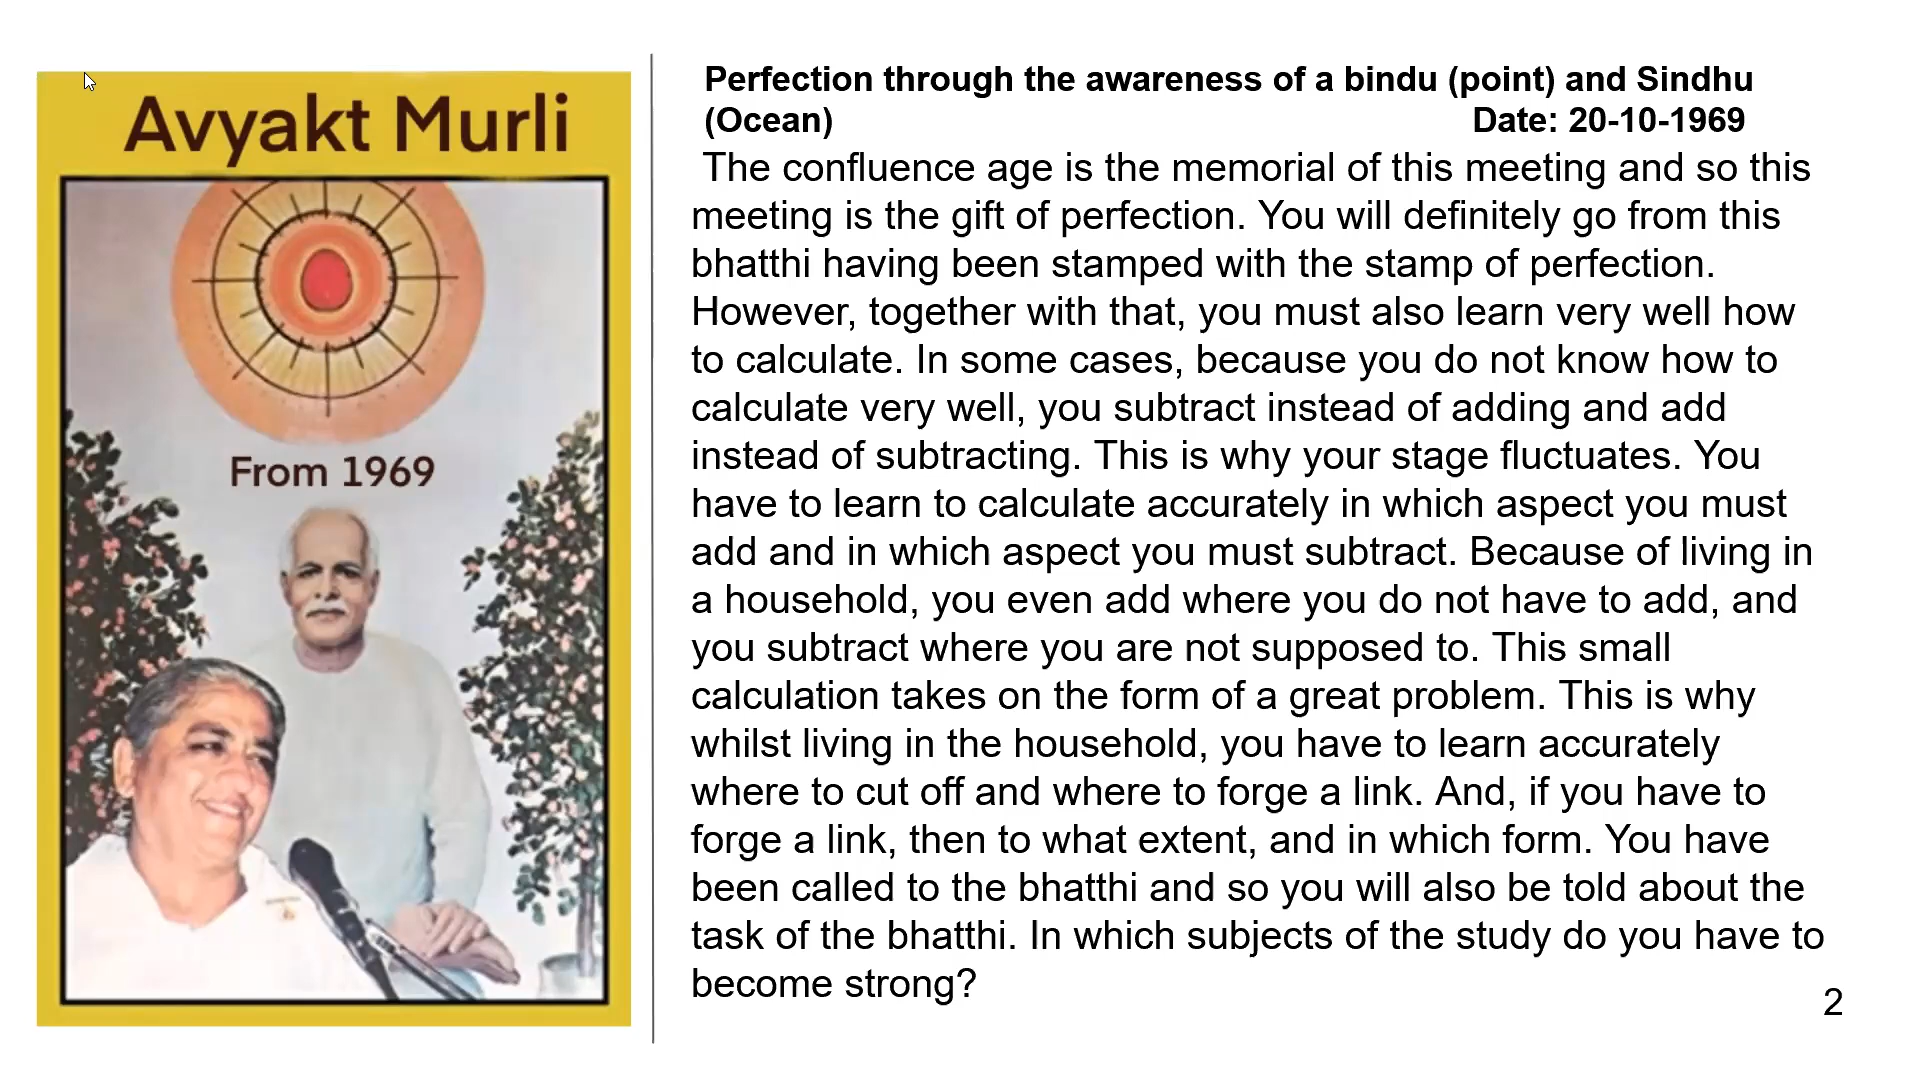 Avyakt Murli
From 1969
Perfection through the awareness of a bindu (point) and Sindhu
(Ocean) Date: 20-10-1969
The confluence age is the memorial of this meeting and so this
meeting is the gift of perfection. You will definitely go from this
bhatthi having been stamped with the stamp of perfection.
However, together with that, you must also learn very well how
to calculate. In some cases, because you do not know how to
calculate very well, you subtract instead of adding and add
instead of subtracting. This is why your stage fluctuates. You
have to learn to calculate accurately in which aspect you must
add and in which aspect you must subtract. Because of living in
a household, you even add where you do not have to add, and
you subtract where you are not supposed to. This small
calculation takes on the form of a great problem. This is why
whilst living in the household, you have to learn accurately
where to cut off and where to forge a link. And, if you have to
forge a link, then to what extent, and in which form. You have
been called to the bhatthi and so you will also be told about the
task of the bhatthi. In which subjects of the study do you have to
become strong?
2